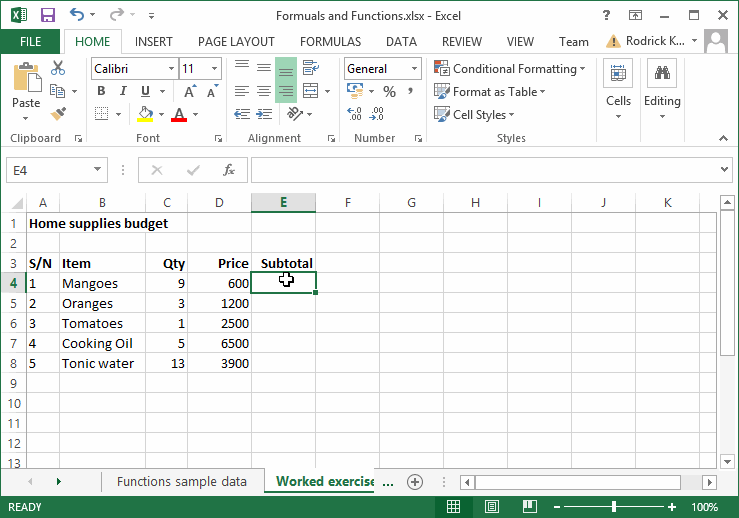 Formuals and Functions.xlsx - Excel
FILE HOME INSERT PAGE LAYOUT FORMULAS DATA REVIEW VIEW Team Rodrick K...
Calibri 11 General Conditional Formatting
Paste B I U A A % , Format as Table Cells Editing
A .00 .0 Cell Styles
Clipboard Font Alignment Number Styles
E4 fx
A B C D E F G H I J K
1 Home supplies budget
2
3 S/N Item Qty Price Subtotal
4 1 Mangoes 9 600
5 2 Oranges 3 1200
6 3 Tomatoes 1 2500
7 4 Cooking Oil 5 6500
8 5 Tonic water 13 3900
9
10
11
12
13
Functions sample data Worked exercise ...
READY 100%